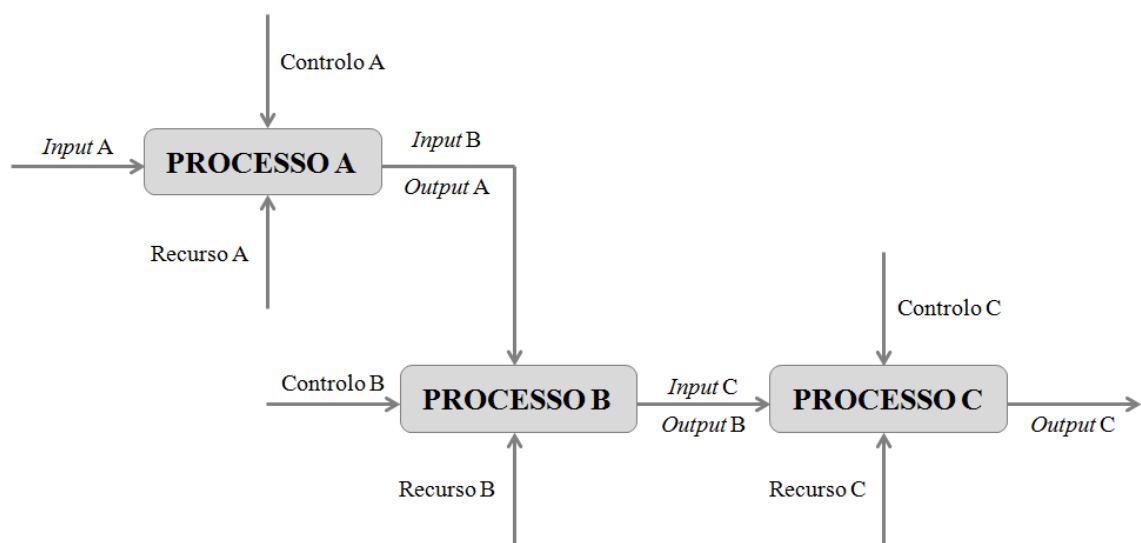 Controlo A
Input A
PROCESSO A
Input B
Output A
Recurso A
Controlo C
Controlo B
PROCESSO B
Input C
Output B
PROCESSO C
Output C
Recurso B
Recurso C